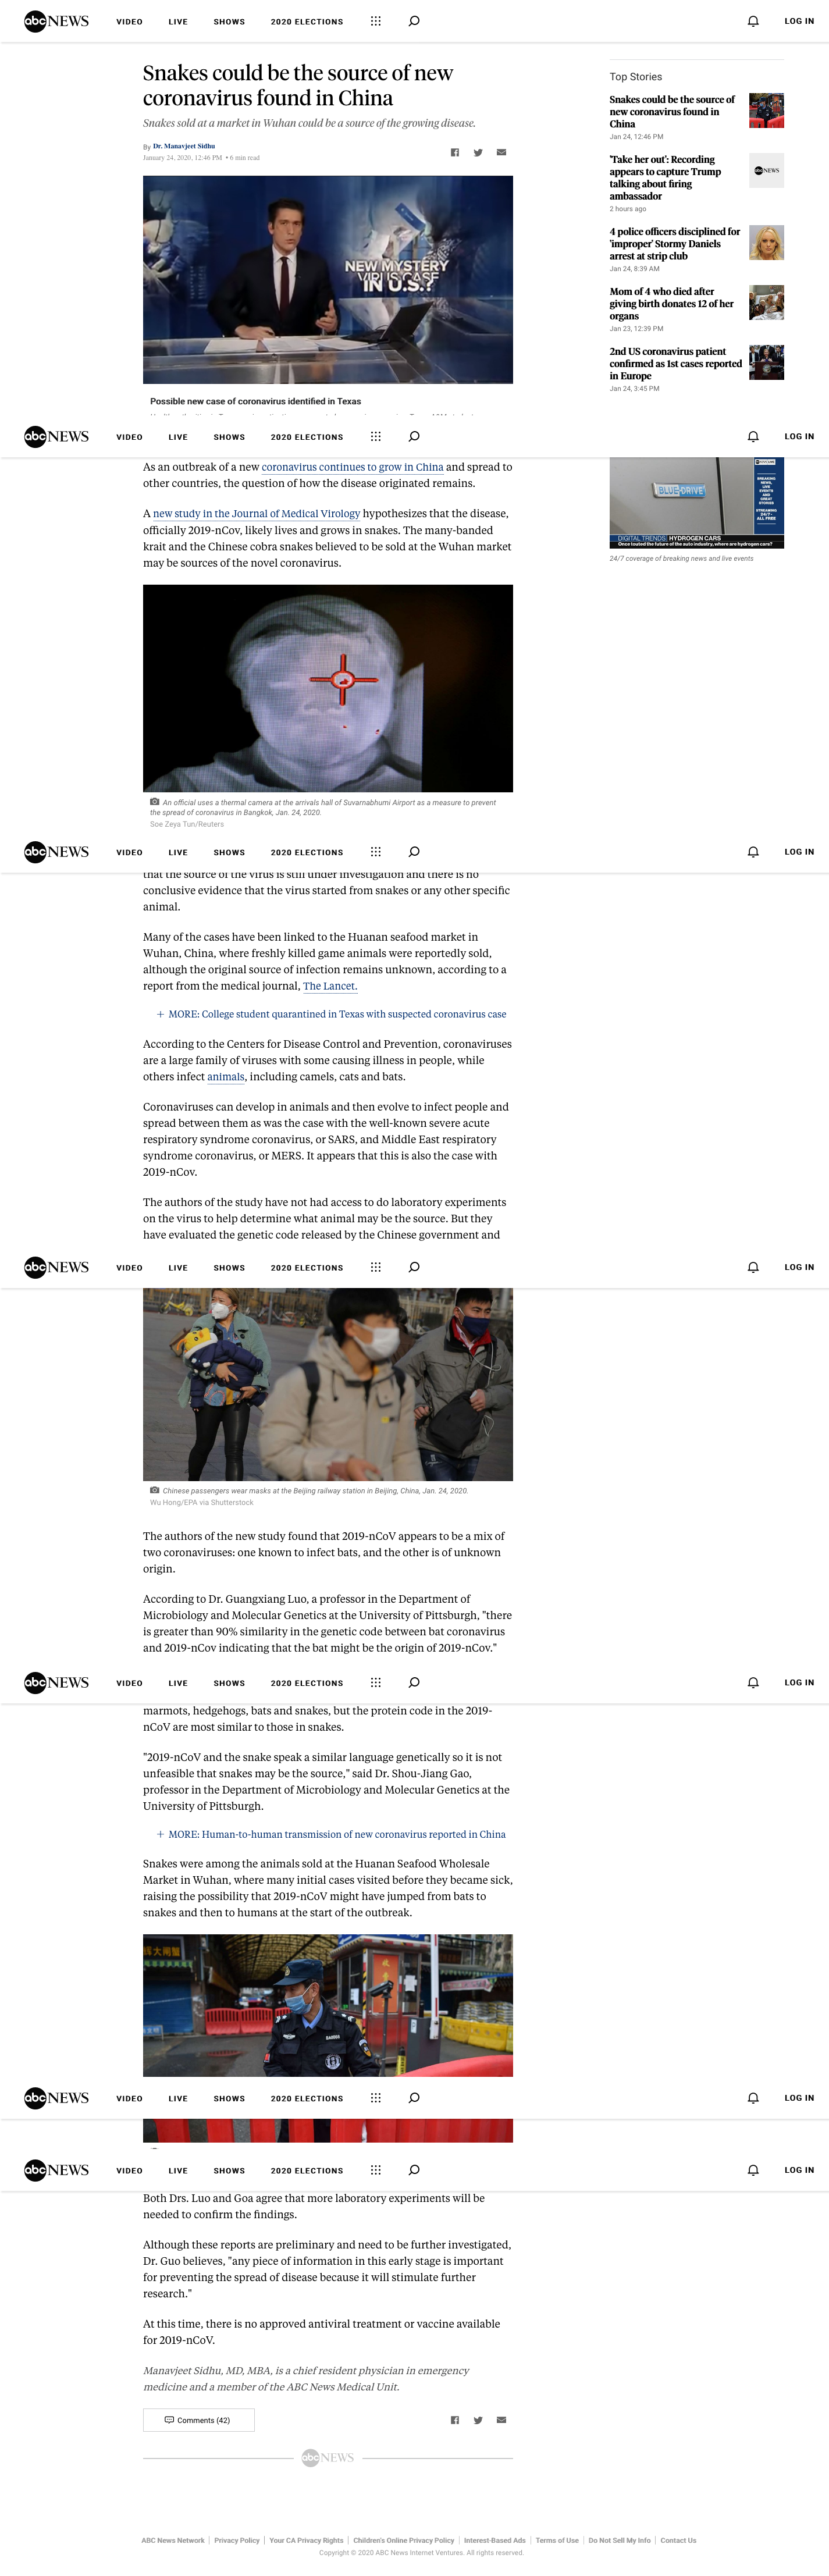 abc NEWS VIDEO LIVE SHOWS 2020 ELECTIONS LOG IN
Snakes could be the source of new
coronavirus found in China
Snakes sold at a market in Wuhan could be a source of the growing disease.
By Dr. Manavjeet Sidhu
January 24, 2020, 12:46 PM • 6 min read
NEW MYSTERY
VIRUS CASE
IN U.S.?
Possible new case of coronavirus identified in Texas
Top Stories
Snakes could be the source of
new coronavirus found in
China
Jan 24, 12:46 PM
'Take her out': Recording
appears to capture Trump
talking about firing
ambassador
2 hours ago
abc NEWS
4 police officers disciplined for
'improper' Stormy Daniels
arrest at strip club
Jan 24, 8:39 AM
Mom of 4 who died after
giving birth donates 12 of her
organs
Jan 23, 12:39 PM
2nd US coronavirus patient
confirmed as 1st cases reported
in Europe
Jan 24, 3:45 PM
abc NEWS VIDEO LIVE SHOWS 2020 ELECTIONS LOG IN
As an outbreak of a new coronavirus continues to grow in China and spread to
other countries, the question of how the disease originated remains.
A new study in the Journal of Medical Virology hypothesizes that the disease,
officially 2019-nCov, likely lives and grows in snakes. The many-banded
krait and the Chinese cobra snakes believed to be sold at the Wuhan market
may be sources of the novel coronavirus.
BLUE DRIVE
BREAKING
NEWS,
LIVE
EVENTS
AND
GREAT
STORIES
STREAMING
24/7 -
ALL FREE
DIGITAL TRENDS HYDROGEN CARS
Once touted the future of the auto industry, where are hydrogen cars?
24/7 coverage of breaking news and live events
An official uses a thermal camera at the arrivals hall of Suvarnabhumi Airport as a measure to prevent
the spread of coronavirus in Bangkok, Jan. 24, 2020.
Soe Zeya Tun/Reuters
abc NEWS VIDEO LIVE SHOWS 2020 ELECTIONS LOG IN
that the source of the virus is still under investigation and there is no
conclusive evidence that the virus started from snakes or any other specific
animal.
Many of the cases have been linked to the Huanan seafood market in
Wuhan, China, where freshly killed game animals were reportedly sold,
although the original source of infection remains unknown, according to a
report from the medical journal, The Lancet.
+ MORE: College student quarantined in Texas with suspected coronavirus case
According to the Centers for Disease Control and Prevention, coronaviruses
are a large family of viruses with some causing illness in people, while
others infect animals, including camels, cats and bats.
Coronaviruses can develop in animals and then evolve to infect people and
spread between them as was the case with the well-known severe acute
respiratory syndrome coronavirus, or SARS, and Middle East respiratory
syndrome coronavirus, or MERS. It appears that this is also the case with
2019-nCov.
The authors of the study have not had access to do laboratory experiments
on the virus to help determine what animal may be the source. But they
have evaluated the genetic code released by the Chinese government and
abc NEWS VIDEO LIVE SHOWS 2020 ELECTIONS LOG IN
Chinese passengers wear masks at the Beijing railway station in Beijing, China, Jan. 24, 2020.
Wu Hong/EPA via Shutterstock
The authors of the new study found that 2019-nCoV appears to be a mix of
two coronaviruses: one known to infect bats, and the other is of unknown
origin.
According to Dr. Guangxiang Luo, a professor in the Department of
Microbiology and Molecular Genetics at the University of Pittsburgh, "there
is greater than 90% similarity in the genetic code between bat coronavirus
and 2019-nCov indicating that the bat might be the origin of 2019-nCov."
abc NEWS VIDEO LIVE SHOWS 2020 ELECTIONS LOG IN
marmots, hedgehogs, bats and snakes, but the protein code in the 2019-
nCoV are most similar to those in snakes.
"2019-nCoV and the snake speak a similar language genetically so it is not
unfeasible that snakes may be the source," said Dr. Shou-Jiang Gao,
professor in the Department of Microbiology and Molecular Genetics at the
University of Pittsburgh.
+ MORE: Human-to-human transmission of new coronavirus reported in China
Snakes were among the animals sold at the Huanan Seafood Wholesale
Market in Wuhan, where many initial cases visited before they became sick,
raising the possibility that 2019-nCoV might have jumped from bats to
snakes and then to humans at the start of the outbreak.
abc NEWS VIDEO LIVE SHOWS 2020 ELECTIONS LOG IN
abc NEWS VIDEO LIVE SHOWS 2020 ELECTIONS LOG IN
Both Drs. Luo and Goa agree that more laboratory experiments will be
needed to confirm the findings.
Although these reports are preliminary and need to be further investigated,
Dr. Guo believes, "any piece of information in this early stage is important
for preventing the spread of disease because it will stimulate further
research."
At this time, there is no approved antiviral treatment or vaccine available
for 2019-nCoV.
Manavjeet Sidhu, MD, MBA, is a chief resident physician in emergency
medicine and a member of the ABC News Medical Unit.
Comments (42)
abc NEWS
ABC News Network | Privacy Policy | Your CA Privacy Rights | Children's Online Privacy Policy | Interest-Based Ads | Terms of Use | Do Not Sell My Info | Contact Us
Copyright © 2020 ABC News Internet Ventures. All rights reserved.